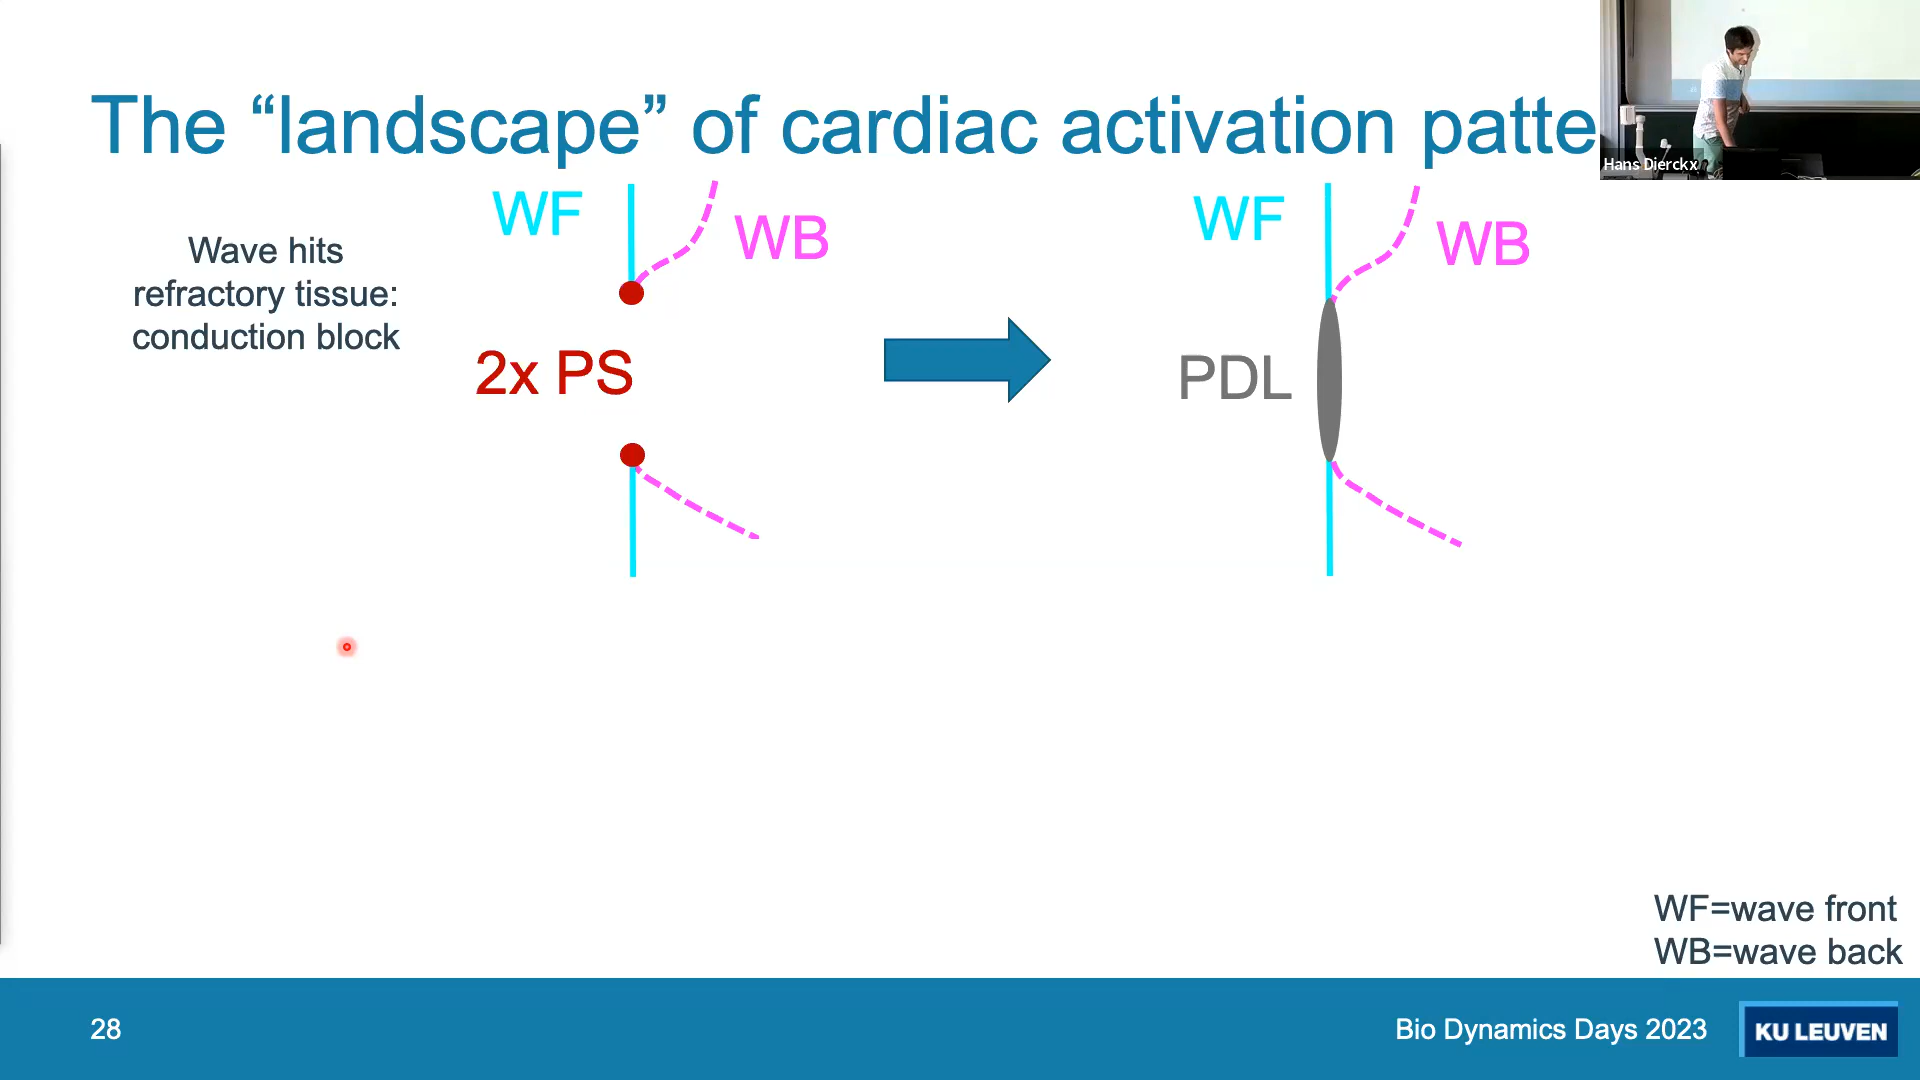 The “landscape” of cardiac activation patte
Hans Dierckx
Wave hits
refractory tissue:
conduction block
WF
WB
2x PS
WF
WB
PDL
WF=wave front
WB=wave back
28
Bio Dynamics Days 2023
KU LEUVEN